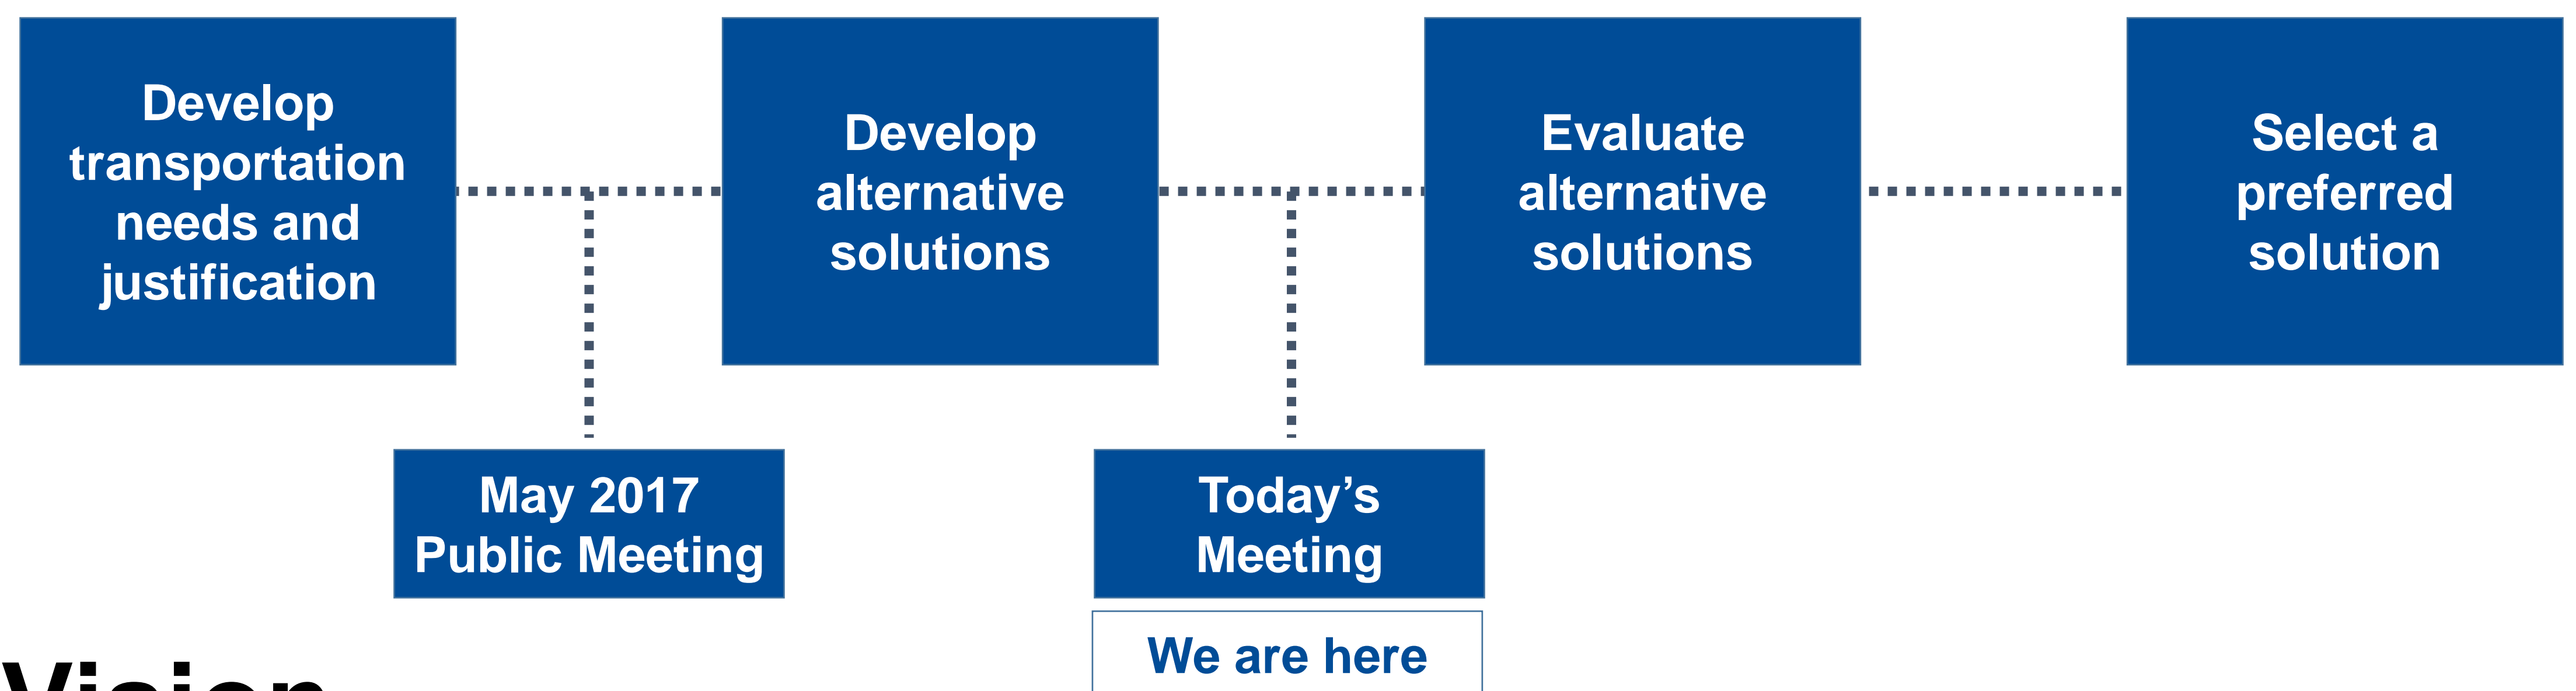 Develop
transportation
needs and
justification
Develop
alternative
solutions
Evaluate
alternative
solutions
Select a
preferred
solution
May 2017
Public Meeting
Today’s
Meeting
We are here
Vision